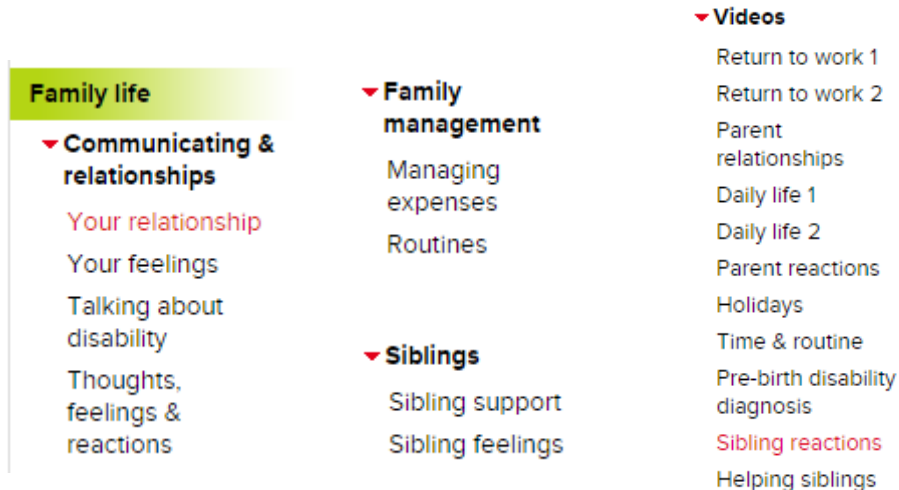 Family life
Communicating &
relationships
Your relationship
Your feelings
Talking about
disability
Thoughts,
feelings &
reactions
Family
management
Managing
expenses
Routines
Siblings
Sibling support
Sibling feelings
Videos
Return to work 1
Return to work 2
Parent
relationships
Daily life 1
Daily life 2
Parent reactions
Holidays
Time & routine
Pre-birth disability
diagnosis
Sibling reactions
Helping siblings